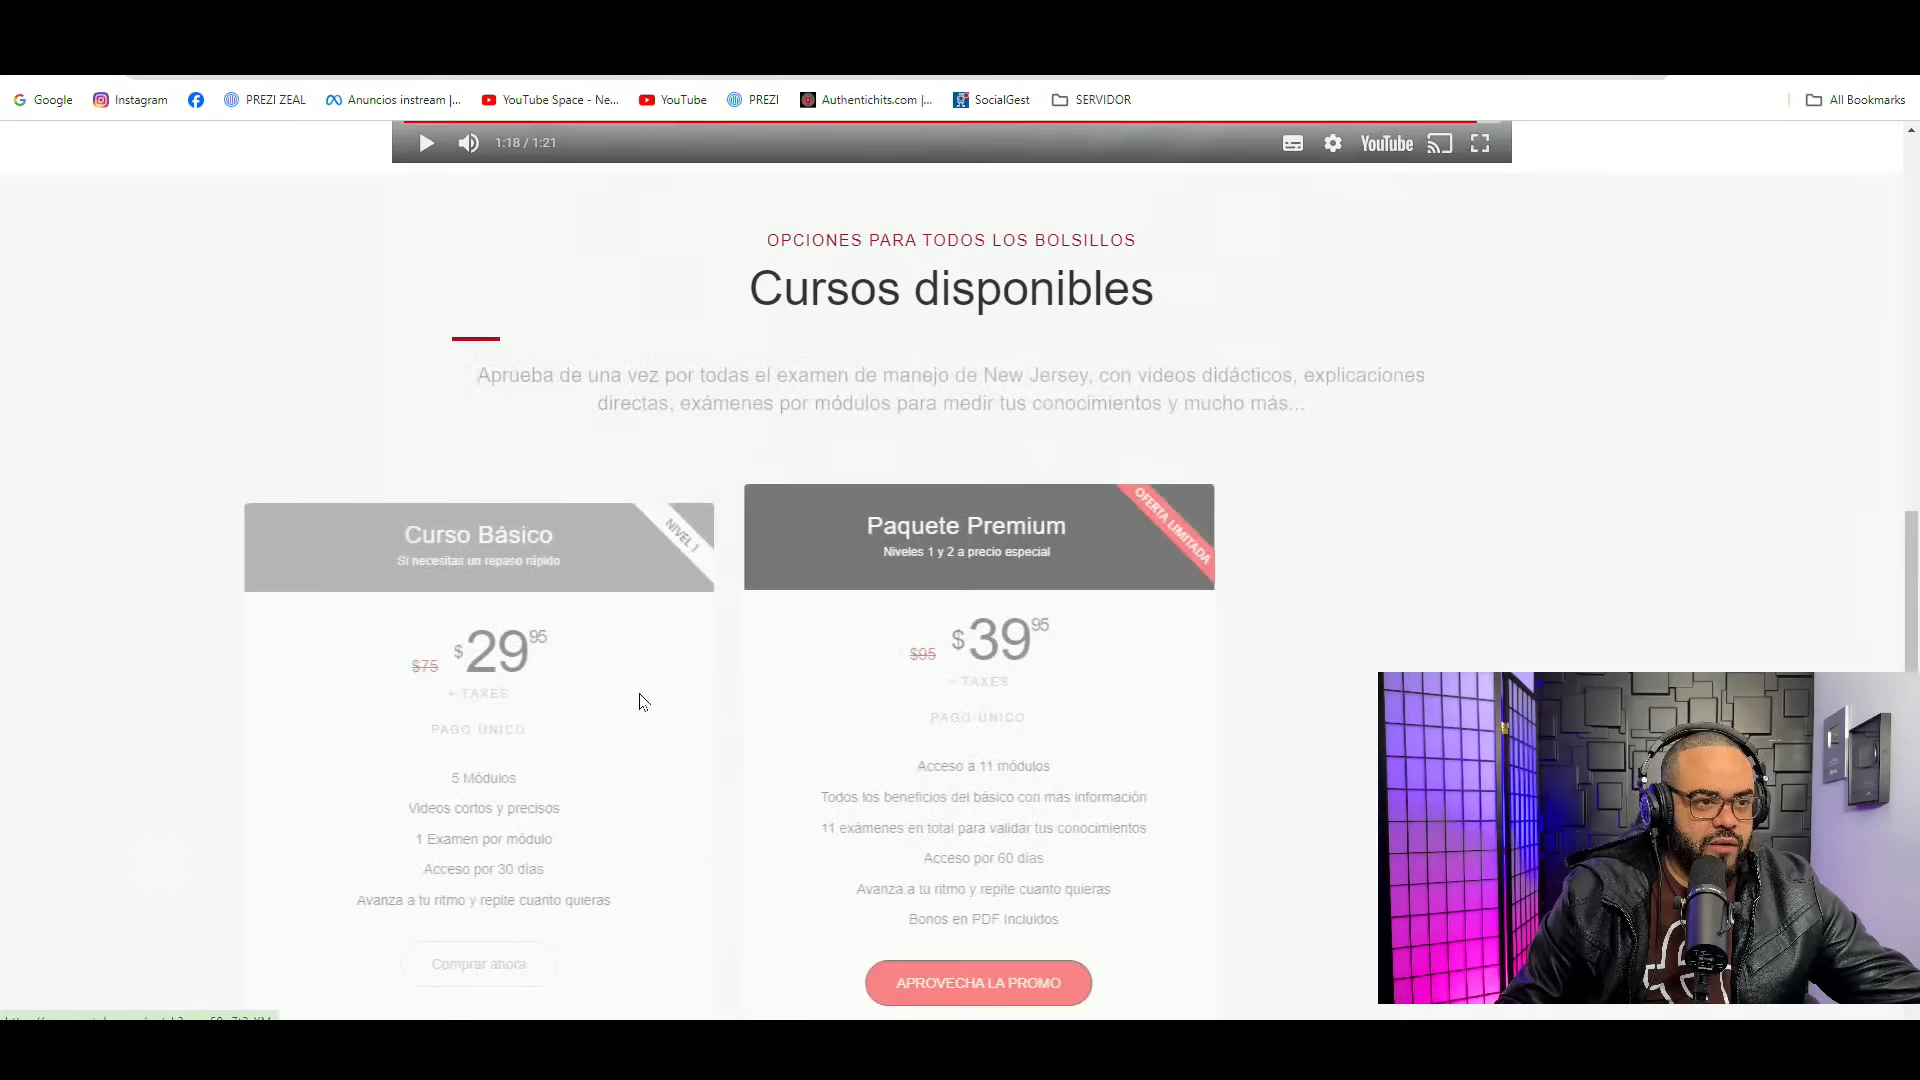 Google
Instagram
PREZI ZEAL
Anuncios instream |...
YouTube Space - Ne...
YouTube
PREZI
Authentichits.com |...
SocialGest
SERVIDOR
All Bookmarks
1:18 / 1:21
YouTube
OPCIONES PARA TODOS LOS BOLSILLOS
Cursos disponibles
Aprueba de una vez por todas el examen de manejo de New Jersey, con videos didácticos, explicaciones
directas, exámenes por módulos para medir tus conocimientos y mucho más...
Curso Básico
Si necesitas un repaso rápido
NIVEL 1
$75 $29 95
+ TAXES
PAGO ÚNICO
5 Módulos
Videos cortos y precisos
1 Examen por módulo
Acceso por 30 días
Avanza a tu ritmo y repite cuanto quieras
Comprar ahora
Paquete Premium
Niveles 1 y 2 a precio especial
OFERTA LIMITADA
$95 $39 95
+ TAXES
PAGO ÚNICO
Acceso a 11 módulos
Todos los beneficios del básico con mas información
11 exámenes en total para validar tus conocimientos
Acceso por 60 días
Avanza a tu ritmo y repite cuanto quieras
Bonos en PDF Incluidos
APROVECHA LA PROMO